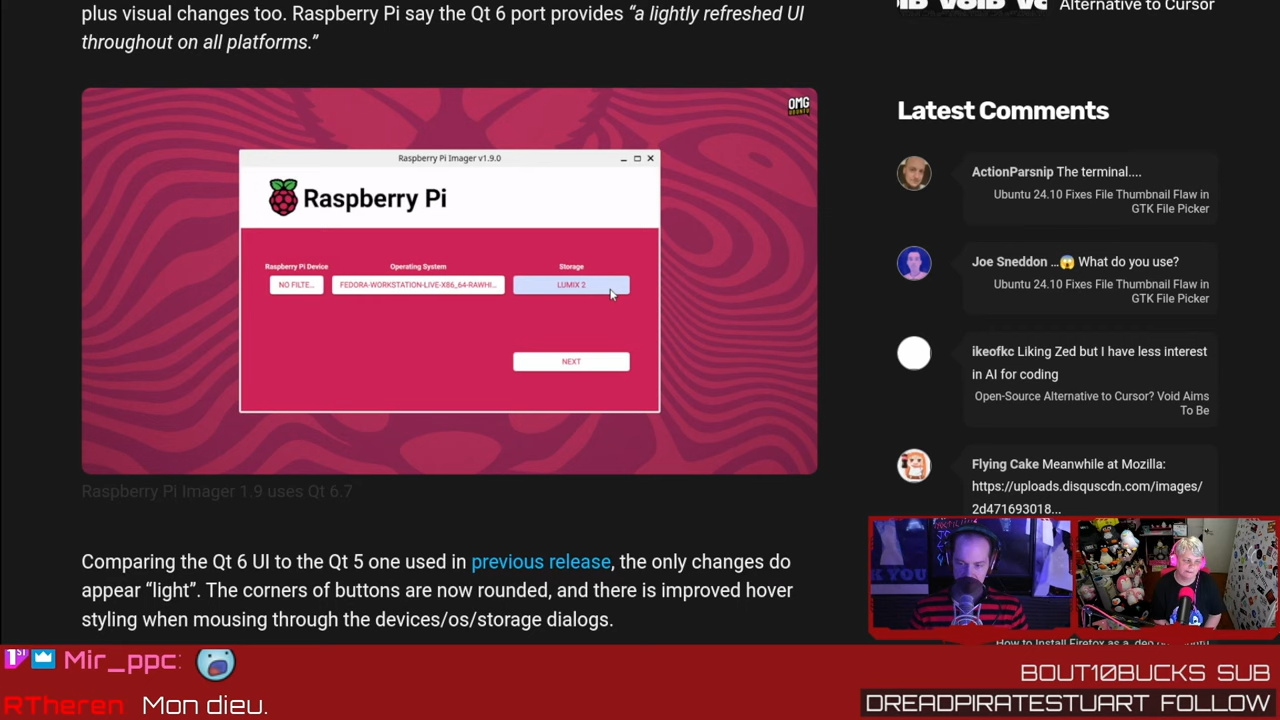 plus visual changes too. Raspberry Pi say the Qt 6 port provides “a lightly refreshed UI
throughout on all platforms.”
OMG
UBUNTU
Raspberry Pi Imager v1.9.0
Raspberry Pi
Raspberry Pi Device
Operating System
Storage
NO FILTE...
FEDORA-WORKSTATION-LIVE-X86_64-RAWHI...
LUMIX 2
NEXT
Raspberry Pi Imager 1.9 uses Qt 6.7
Comparing the Qt 6 UI to the Qt 5 one used in previous release, the only changes do
appear “light”. The corners of buttons are now rounded, and there is improved hover
styling when mousing through the devices/os/storage dialogs.
Alternative to Cursor
Latest Comments
ActionParsnip The terminal....
Ubuntu 24.10 Fixes File Thumbnail Flaw in
GTK File Picker
Joe Sneddon ...😱 What do you use?
Ubuntu 24.10 Fixes File Thumbnail Flaw in
GTK File Picker
ikeofkc Liking Zed but I have less interest
in AI for coding
Open-Source Alternative to Cursor? Void Aims
To Be
Flying Cake Meanwhile at Mozilla:
https://uploads.disquscdn.com/images/
2d471693018...
How to Install Firefox as a
1ST Mir_ppc:
RTheren: Mon dieu.
BOUT10BUCKS SUB
DREADPIRATESTUART FOLLOW